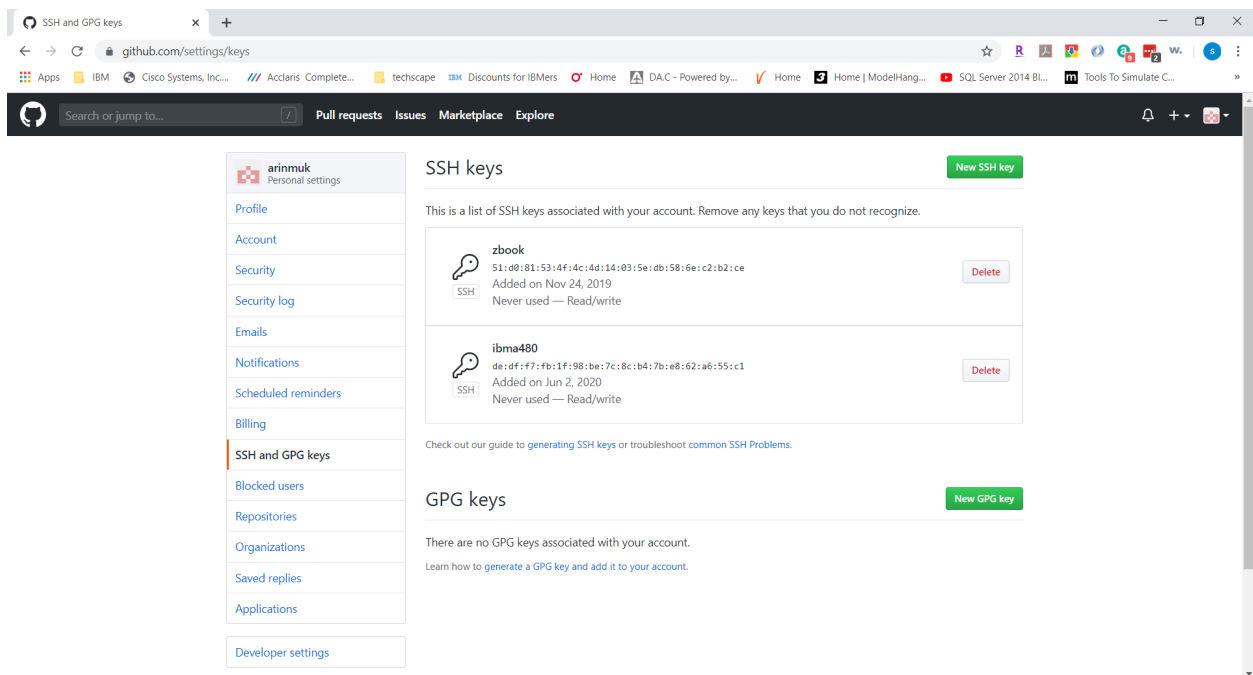 SSH and GPG keys
github.com/settings/keys
R
9
2
w.
s
Apps IBM Cisco Systems, Inc... Acclaris Complete... techscape IBM Discounts for IBMers Home DA.C - Powered by... Home 3 Home | ModelHang... SQL Server 2014 Bl... m Tools To Simulate C... »
Search or jump to... / Pull requests Issues Marketplace Explore
arinmuk
Personal settings
Profile
Account
Security
Security log
Emails
Notifications
Scheduled reminders
Billing
SSH and GPG keys
Blocked users
Repositories
Organizations
Saved replies
Applications
Developer settings
SSH keys
New SSH key
This is a list of SSH keys associated with your account. Remove any keys that you do not recognize.
zbook
51:d0:81:53:4f:4c:4d:14:03:5e:db:58:6e:c2:b2:ce
Added on Nov 24, 2019
Never used — Read/write
SSH
Delete
ibma480
de:df:f7:fb:1f:98:be:7c:8c:b4:7b:e8:62:a6:55:c1
Added on Jun 2, 2020
Never used — Read/write
SSH
Delete
Check out our guide to generating SSH keys or troubleshoot common SSH Problems.
GPG keys
New GPG key
There are no GPG keys associated with your account.
Learn how to generate a GPG key and add it to your account.